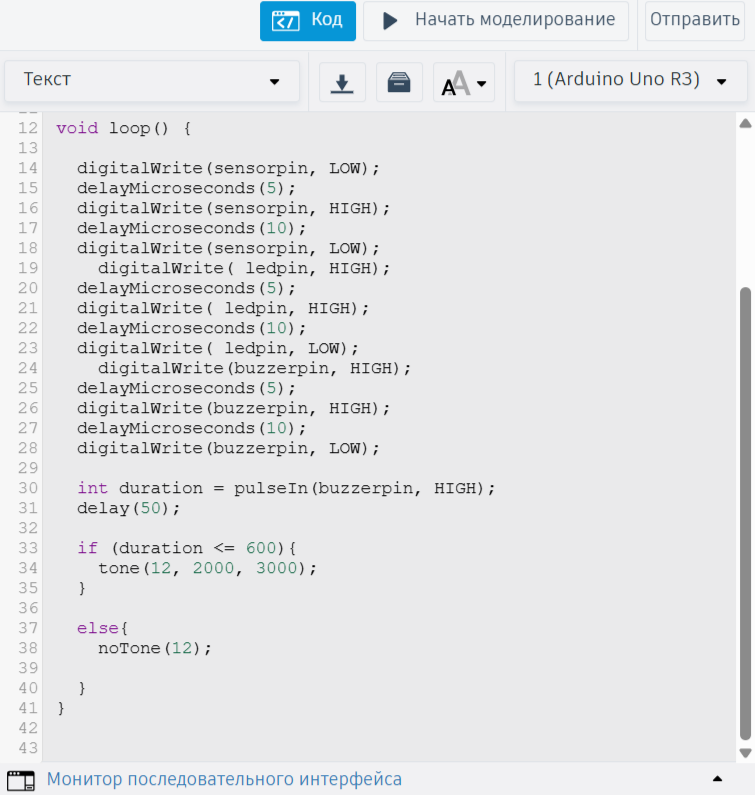 Код
Начать моделирование
Отправить
Текст
1 (Arduino Uno R3)
12 void loop() {
13
14 digitalWrite(sensorpin, LOW);
15 delayMicroseconds(5);
16 digitalWrite(sensorpin, HIGH);
17 delayMicroseconds(10);
18 digitalWrite(sensorpin, LOW);
19 digitalWrite( ledpin, HIGH);
20 delayMicroseconds(5);
21 digitalWrite( ledpin, HIGH);
22 delayMicroseconds(10);
23 digitalWrite( ledpin, LOW);
24 digitalWrite(buzzerpin, HIGH);
25 delayMicroseconds(5);
26 digitalWrite(buzzerpin, HIGH);
27 delayMicroseconds(10);
28 digitalWrite(buzzerpin, LOW);
29
30 int duration = pulseIn(buzzerpin, HIGH);
31 delay(50);
32
33 if (duration <= 600){
34 tone(12, 2000, 3000);
35 }
36
37 else{
38 noTone(12);
39
40 }
41 }
42
43
Монитор последовательного интерфейса